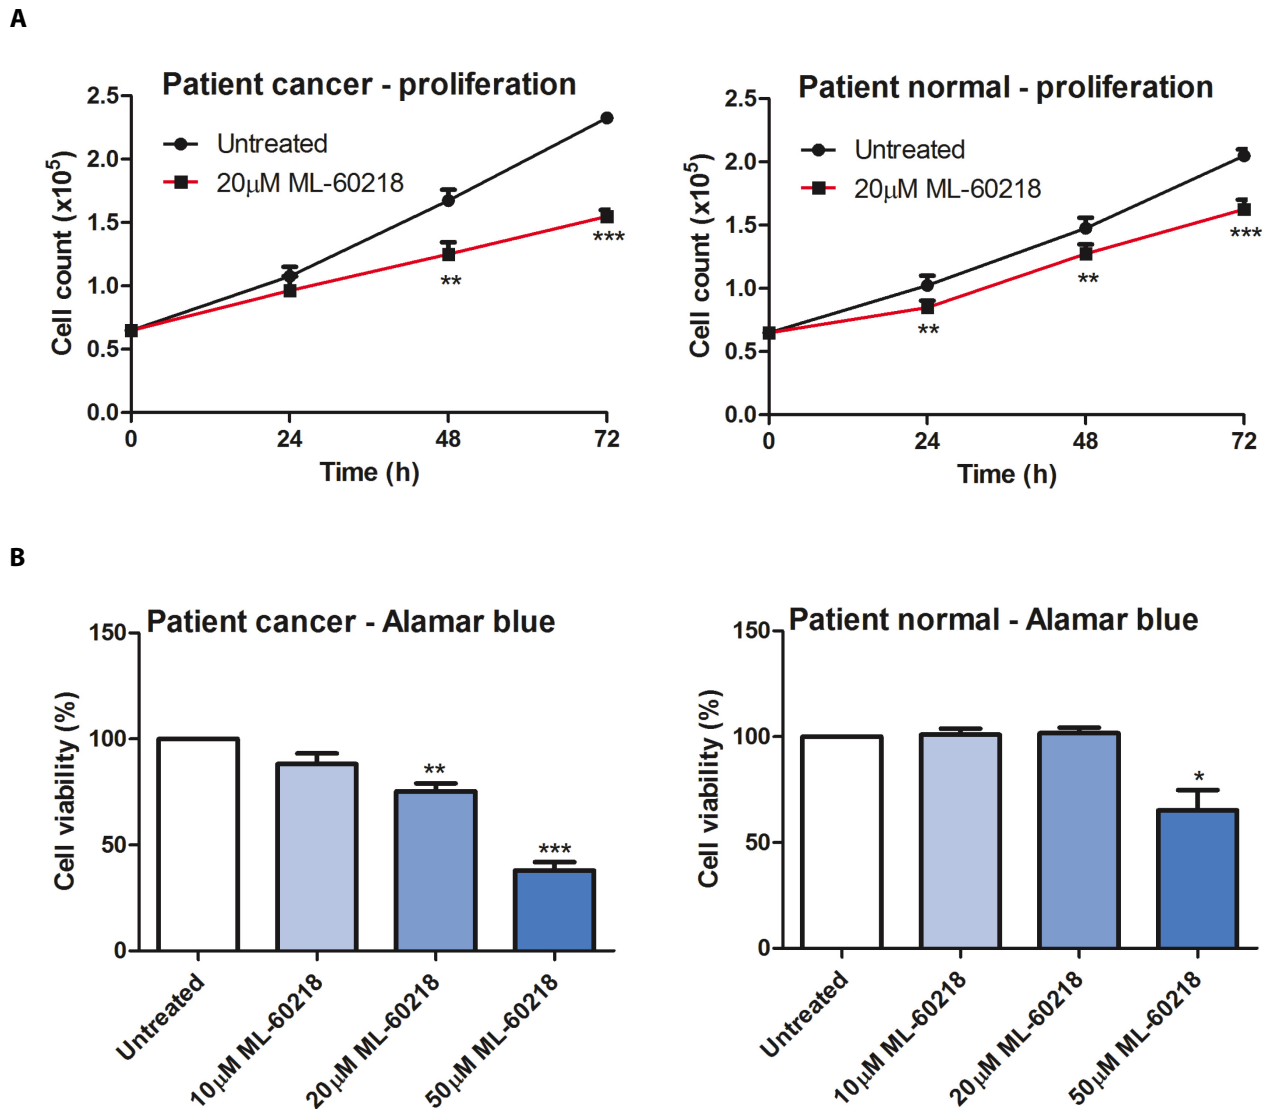 A
Patient cancer - proliferation
Untreated
20µM ML-60218
Cell count (x10⁵)
2.5
2.0
1.5
1.0
0.5
0.0
**
***
0 24 48 72
Time (h)
Patient normal - proliferation
Untreated
20µM ML-60218
Cell count (x10⁵)
2.5
2.0
1.5
1.0
0.5
0.0
**
**
***
0 24 48 72
Time (h)
B
Patient cancer - Alamar blue
Cell viability (%)
150
100
50
0
**
***
Untreated
10µM ML-60218
20µM ML-60218
50µM ML-60218
Patient normal - Alamar blue
Cell viability (%)
150
100
50
0
*
Untreated
10µM ML-60218
20µM ML-60218
50µM ML-60218